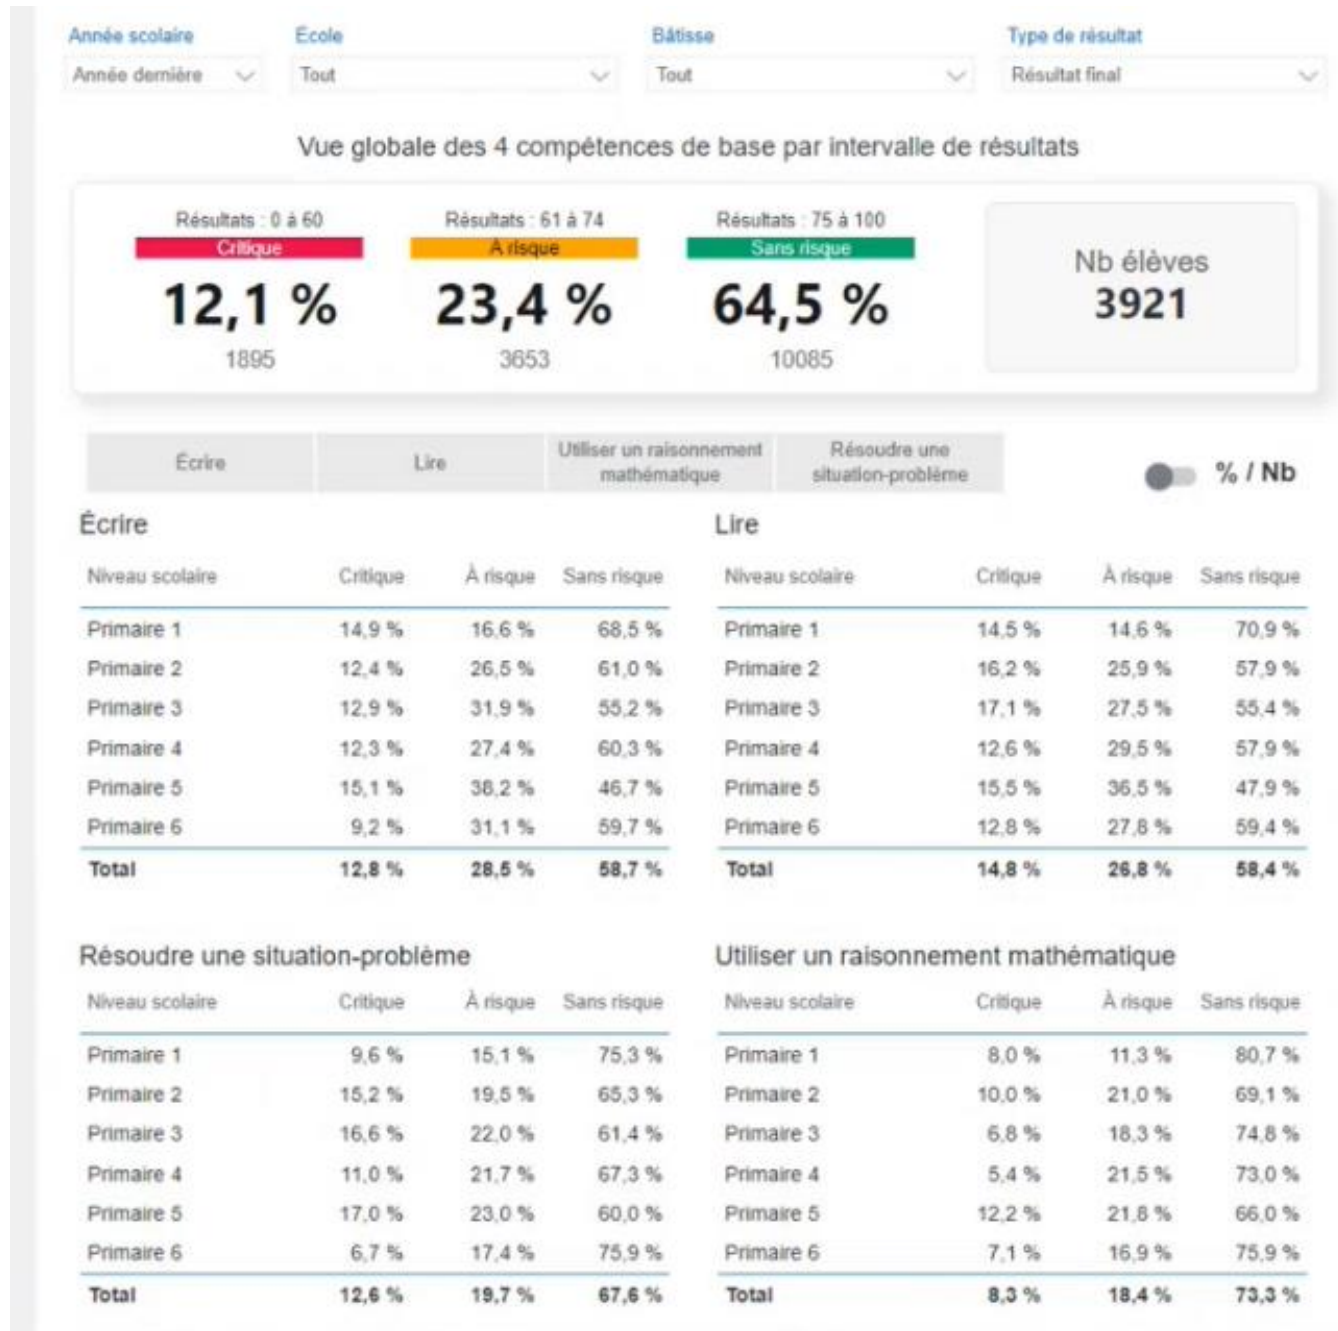 Année scolaire École Bâtisse Type de résultat
Année dernière Tout Tout Résultat final
Vue globale des 4 compétences de base par intervalle de résultats
Résultats : 0 à 60 Résultats : 61 à 74 Résultats : 75 à 100
Critique À risque Sans risque
Nb élèves
12,1 % 23,4 % 64,5 % 3921
1895 3653 10085
Écrire Lire Utiliser un raisonnement mathématique Résoudre une situation-problème % / Nb
Écrire
Niveau scolaire Critique À risque Sans risque
Primaire 1 14,9 % 16,6 % 68,5 %
Primaire 2 12,4 % 26,5 % 61,0 %
Primaire 3 12,9 % 31,9 % 55,2 %
Primaire 4 12,3 % 27,4 % 60,3 %
Primaire 5 15,1 % 38,2 % 46,7 %
Primaire 6 9,2 % 31,1 % 59,7 %
Total 12,8 % 28,5 % 58,7 %
Lire
Niveau scolaire Critique À risque Sans risque
Primaire 1 14,5 % 14,6 % 70,9 %
Primaire 2 16,2 % 25,9 % 57,9 %
Primaire 3 17,1 % 27,5 % 55,4 %
Primaire 4 12,6 % 29,5 % 57,9 %
Primaire 5 15,5 % 36,5 % 47,9 %
Primaire 6 12,8 % 27,8 % 59,4 %
Total 14,8 % 26,8 % 58,4 %
Résoudre une situation-problème
Niveau scolaire Critique À risque Sans risque
Primaire 1 9,6 % 15,1 % 75,3 %
Primaire 2 15,2 % 19,5 % 65,3 %
Primaire 3 16,6 % 22,0 % 61,4 %
Primaire 4 11,0 % 21,7 % 67,3 %
Primaire 5 17,0 % 23,0 % 60,0 %
Primaire 6 6,7 % 17,4 % 75,9 %
Total 12,6 % 19,7 % 67,6 %
Utiliser un raisonnement mathématique
Niveau scolaire Critique À risque Sans risque
Primaire 1 8,0 % 11,3 % 80,7 %
Primaire 2 10,0 % 21,0 % 69,1 %
Primaire 3 6,8 % 18,3 % 74,8 %
Primaire 4 5,4 % 21,5 % 73,0 %
Primaire 5 12,2 % 21,8 % 66,0 %
Primaire 6 7,1 % 16,9 % 75,9 %
Total 8,3 % 18,4 % 73,3 %